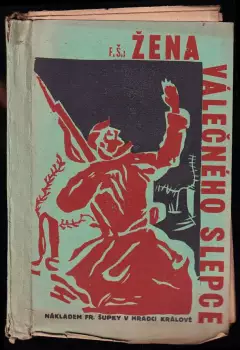 F.Š.:
ŽENA
VÁLEČNÉHO SLEPCE
NÁKLADEM FR. ŠUPKY V HRADCI KRÁLOVÉ